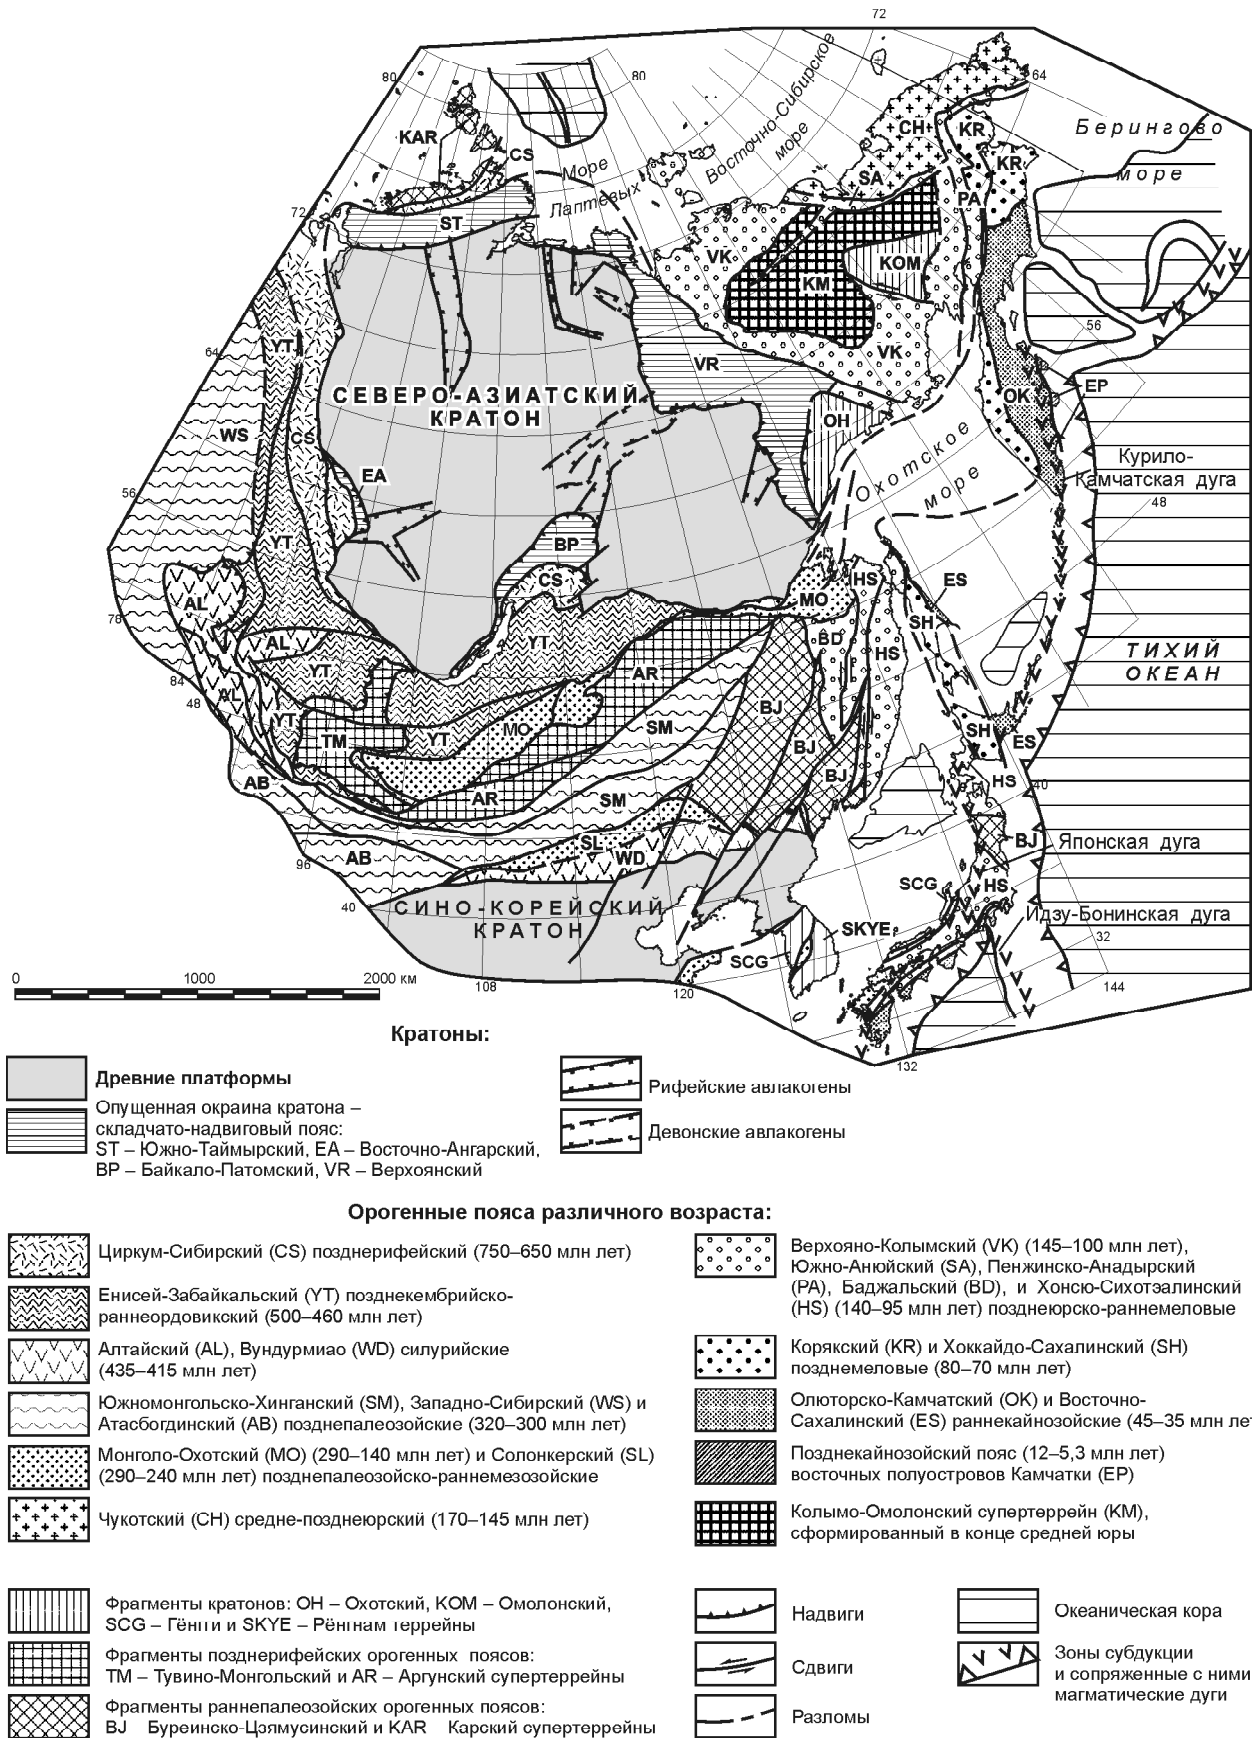 72
80
80
64
KAR
CS
CH
KR
Берингово
море
KR
Море
Лаптевых
Восточно-Сибирское
море
SA
PA
72
ST
VK
KOM
KM
56
YT
64
VR
VK
СЕВЕРО-АЗИАТСКИЙ
КРАТОН
EP
OK
WS
CS
OH
Охотское
море
Курило-
Камчатская дуга
EA
56
48
YT
BP
CS
HS
ES
AL
MO
SH
78
AL
YT
BD
HS
ТИХИЙ
ОКЕАН
YT
AR
84
AL
48
BJ
YT
MO
SM
SH
ES
TM
YT
BJ
AB
BJ
HS
40
AR
SM
SL
BJ
Японская дуга
96
AB
WD
SCG
HS
40
СИНО-КОРЕЙСКИЙ
КРАТОН
Идзу-Бонинская дуга
SKYE
32
SCG
0
1000
2000 км
108
120
144
132
Кратоны:
Древние платформы
Опущенная окраина кратона –
складчато-надвиговый пояс:
ST – Южно-Таймырский, EA – Восточно-Ангарский,
BP – Байкало-Патомский, VR – Верхоянский
Рифейские авлакогены
Девонские авлакогены
Орогенные пояса различного возраста:
Циркум-Сибирский (CS) позднерифейский (750–650 млн лет)
Енисей-Забайкальский (YT) позднекембрийско-
раннеордовикский (500–460 млн лет)
Алтайский (AL), Вундурмиао (WD) силурийские
(435–415 млн лет)
Южномонгольско-Хинганский (SM), Западно-Сибирский (WS) и
Атасбогдинский (AB) позднепалеозойские (320–300 млн лет)
Монголо-Охотский (MO) (290–140 млн лет) и Солонкерский (SL)
(290–240 млн лет) позднепалеозойско-раннемезозойские
Чукотский (CH) средне-позднеюрский (170–145 млн лет)
Верхояно-Колымский (VK) (145–100 млн лет),
Южно-Анюйский (SA), Пенжинско-Анадырский
(PA), Баджальский (BD), и Хонсю-Сихотэалинский
(HS) (140–95 млн лет) позднеюрско-раннемеловые
Корякский (KR) и Хоккайдо-Сахалинский (SH)
позднемеловые (80–70 млн лет)
Олюторско-Камчатский (OK) и Восточно-
Сахалинский (ES) раннекайнозойские (45–35 млн ле
Позднекайнозойский пояс (12–5,3 млн лет)
восточных полуостровов Камчатки (EP)
Колымо-Омолонский супертеррейн (KM),
сформированный в конце средней юры
Фрагменты кратонов: OH – Охотский, KOM – Омолонский,
SCG – Гёнгги и SKYE – Рёнгнам террейны
Фрагменты позднерифейских орогенных поясов:
TM – Тувино-Монгольский и AR – Аргунский супертеррейны
Фрагменты раннепалеозойских орогенных поясов:
BJ Буреинско-Цзямусинский и KAR Карский супертеррейны
Надвиги
Сдвиги
Разломы
Океаническая кора
Зоны субдукции
и сопряженные с ними
магматические дуги